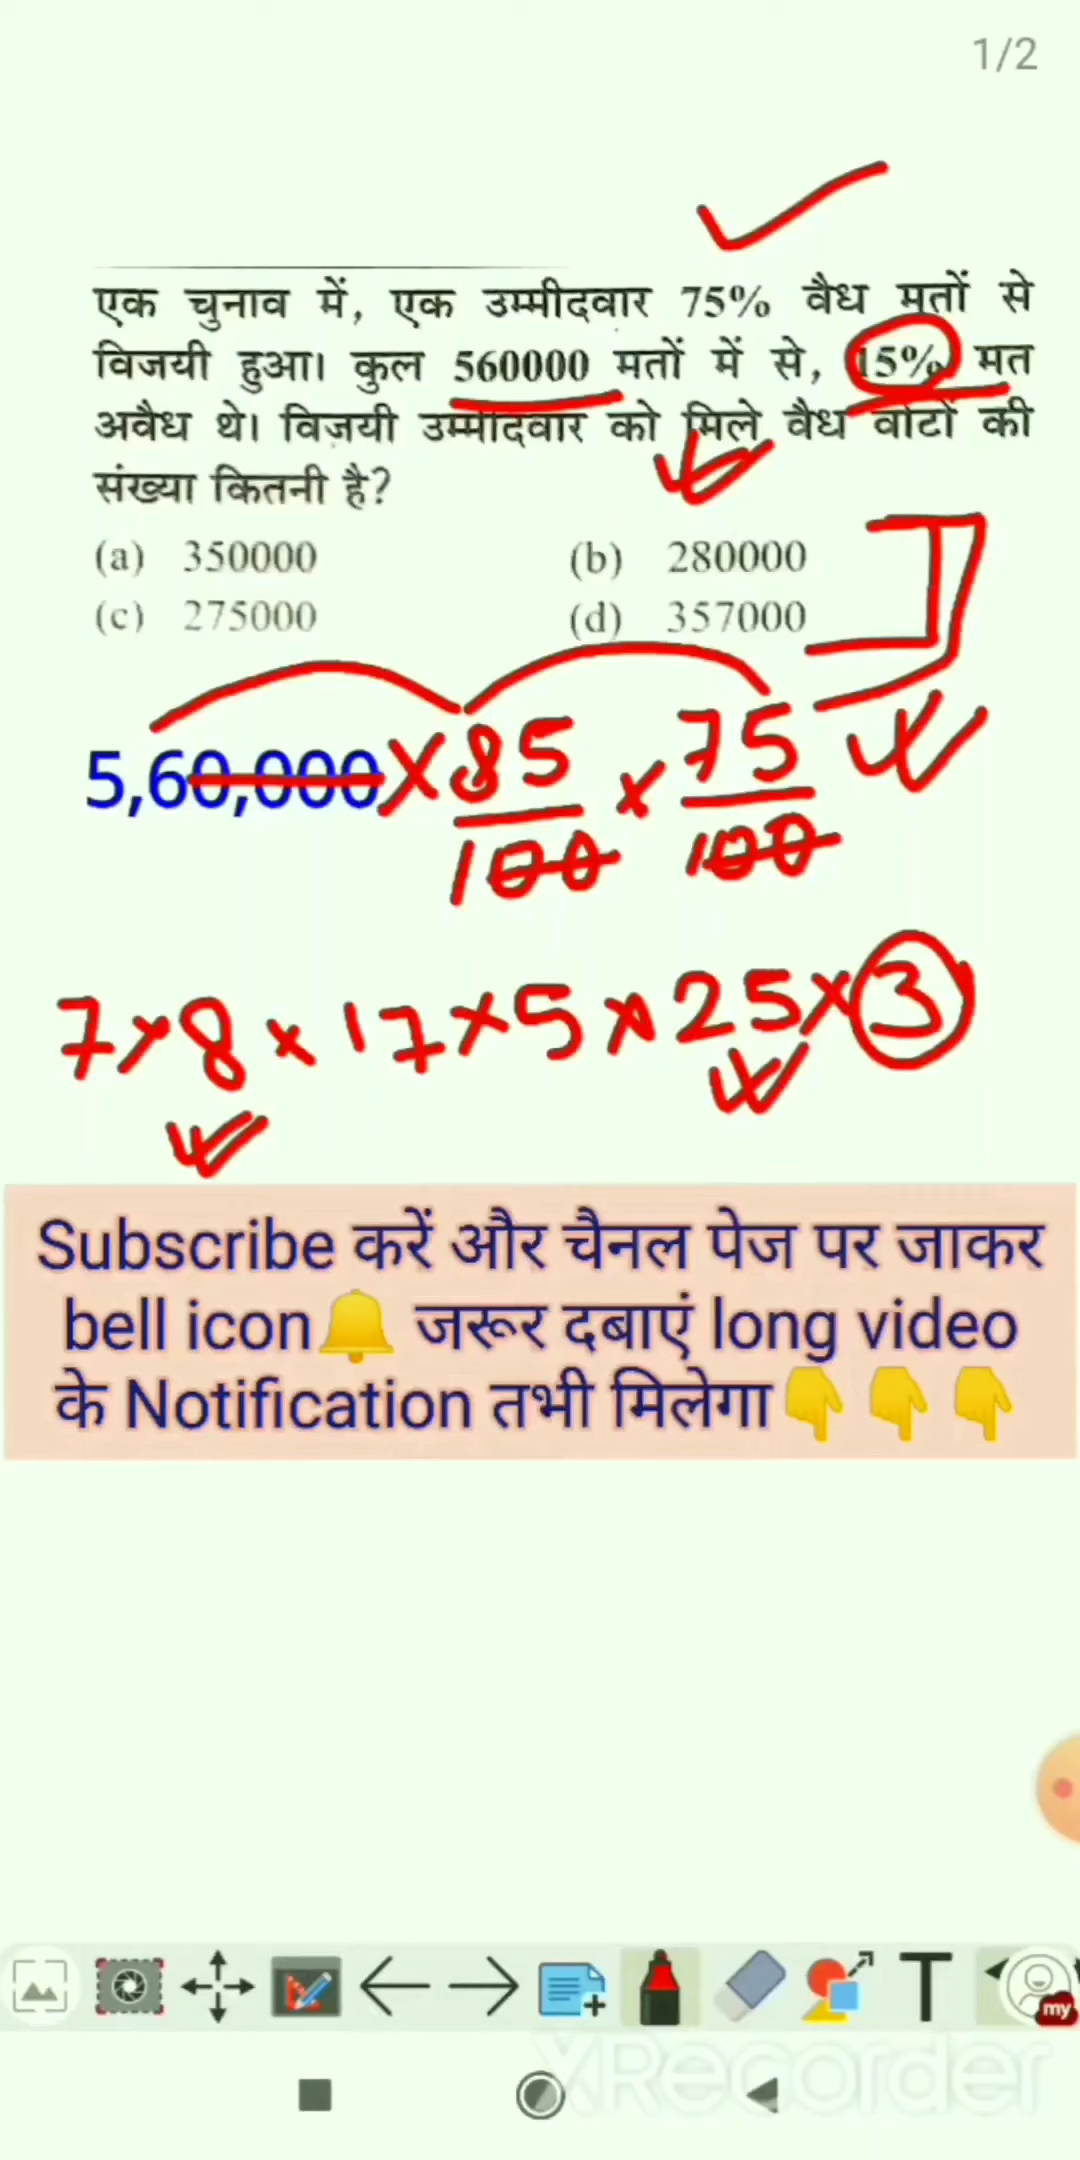 1/2
एक चुनाव में, एक उम्मीदवार 75% वैध मतों से
विजयी हुआ। कुल 560000 मतों में से, 15% मत
अवैध थे। विजयी उम्मीदवार को मिले वैध वोटों की
संख्या कितनी है?
(a) 350000 (b) 280000
(c) 275000 (d) 357000
5,60,000 × 85/100 × 75/100
7 × 8 × 17 × 5 × 25 × 3
Subscribe करें और चैनल पेज पर जाकर
bell icon🔔 जरूर दबाएं long video
के Notification तभी मिलेगा👇👇👇
T
my
XRecorder